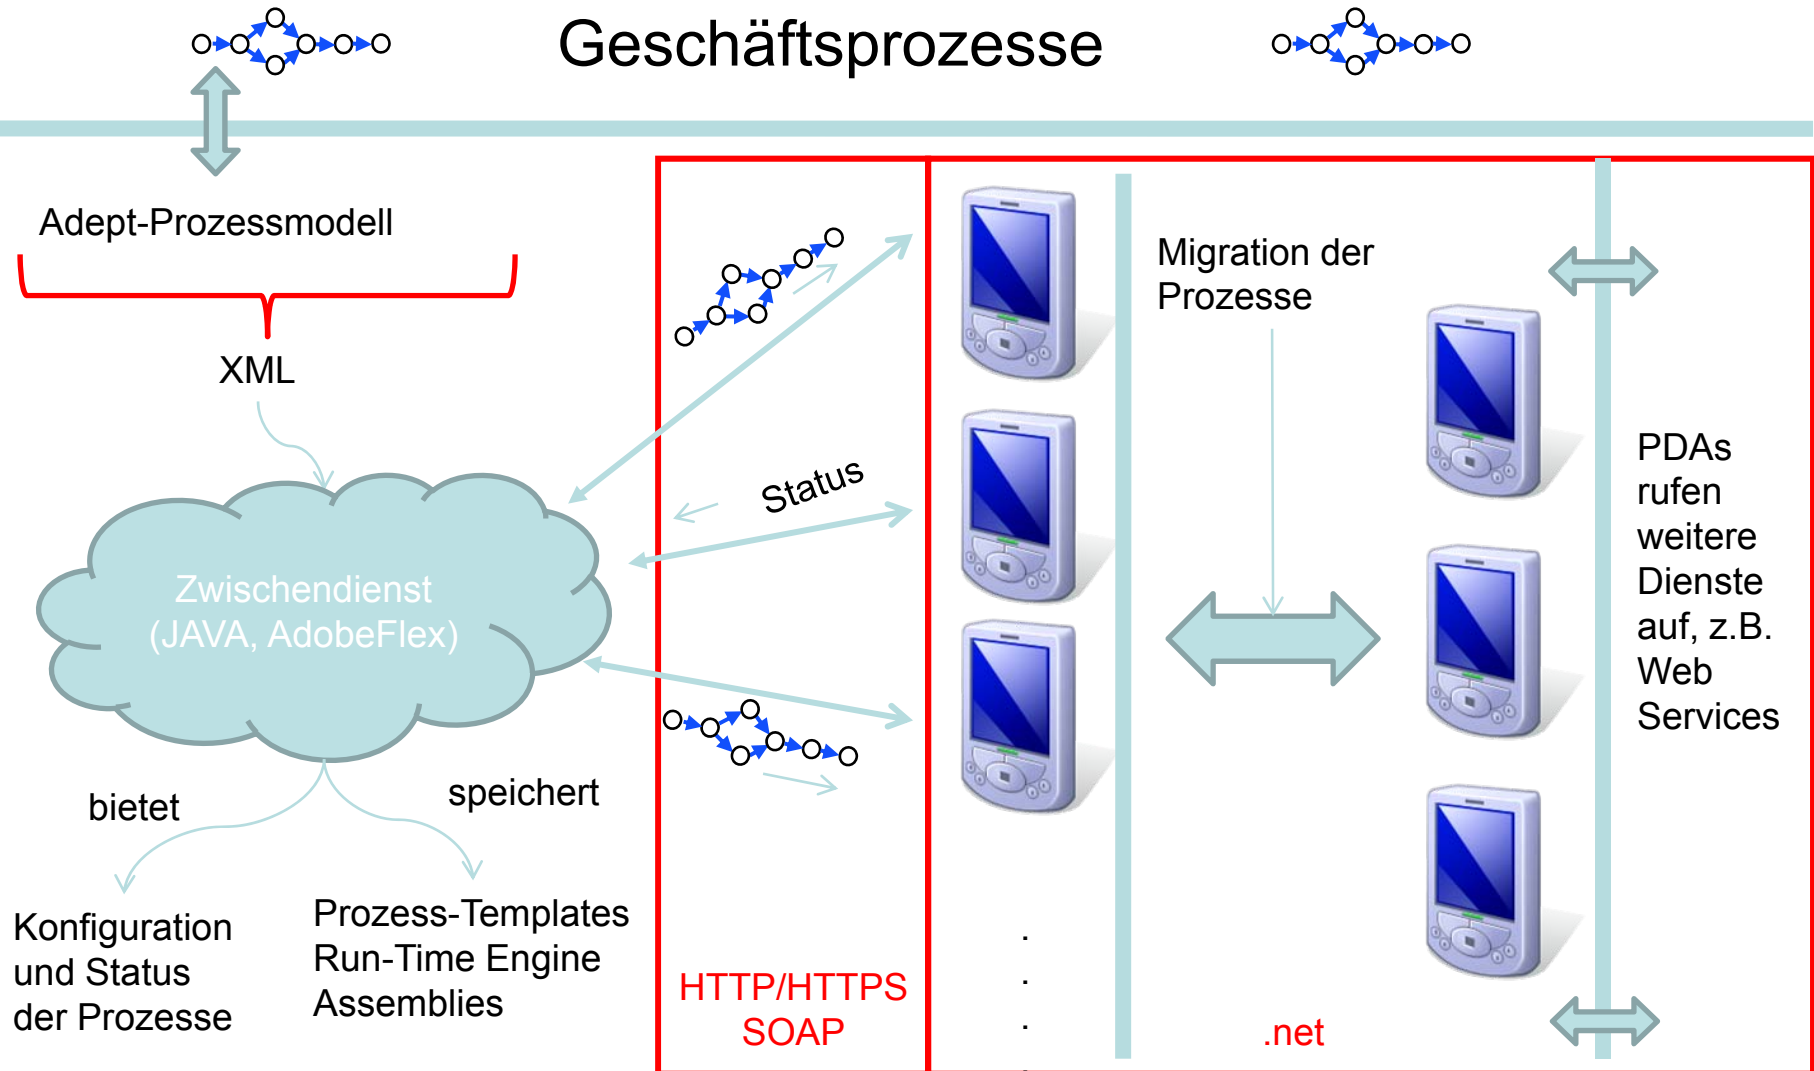 Geschäftsprozesse
Adept-Prozessmodell
XML
Zwischendienst
(JAVA, AdobeFlex)
bietet
speichert
Konfiguration
und Status
der Prozesse
Prozess-Templates
Run-Time Engine
Assemblies
Status
HTTP/HTTPS
SOAP
Migration der
Prozesse
.net
PDAs
rufen
weitere
Dienste
auf, z.B.
Web
Services